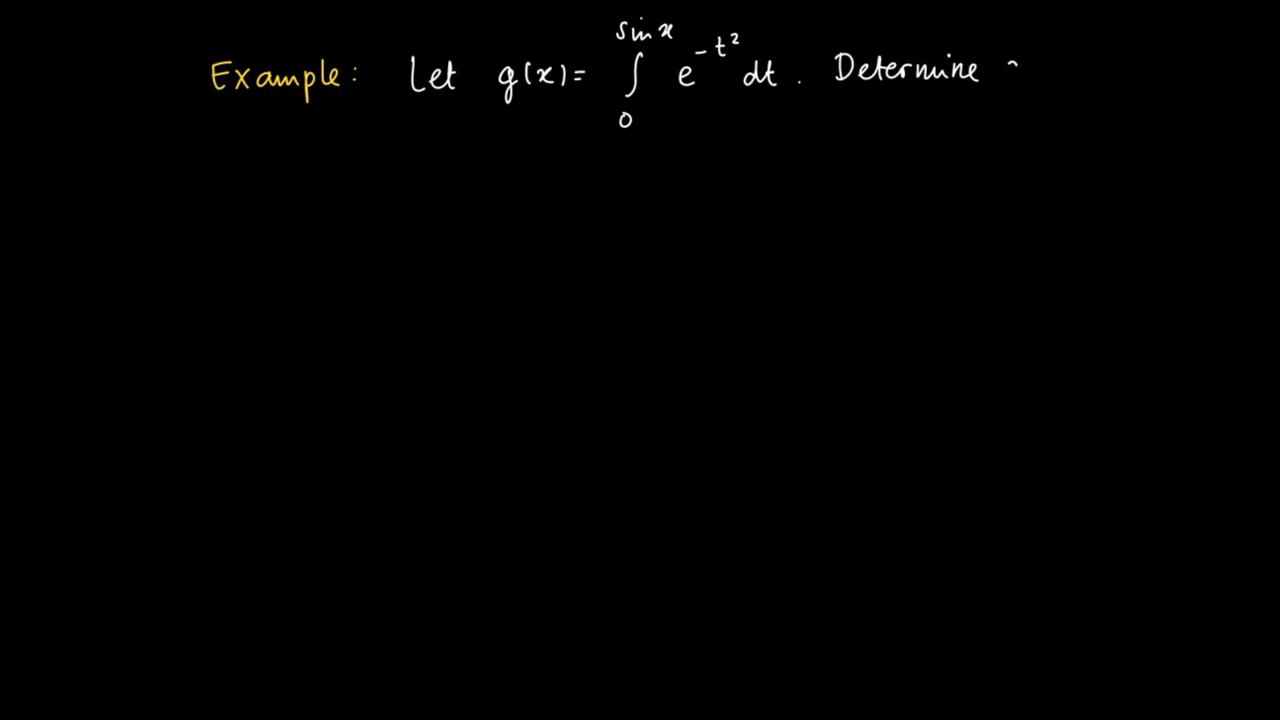 Example: Let g(x)= ∫₀^{sin x} e^{-t²} dt . Determine